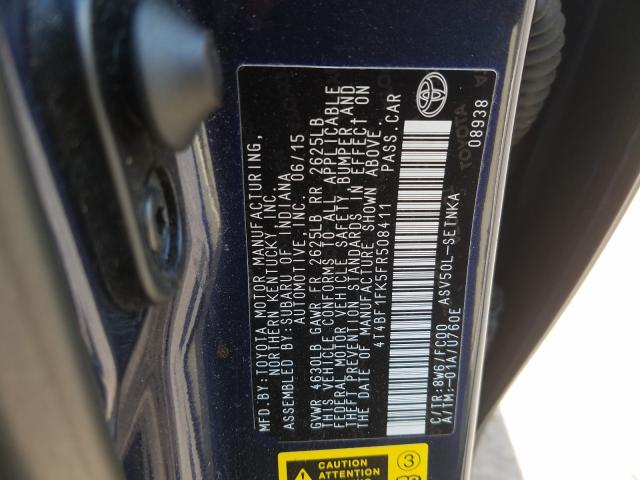 MFD.BY:TOYOTA MOTOR MANUFACTURING,
NORTHERN KENTUCKY, INC.
ASSEMBLED BY:SUBARU OF INDIANA
AUTOMOTIVE, INC. 06/15
GVWR 4630LB GAWR FR 2625LB RR 2625LB
THIS VEHICLE CONFORMS TO ALL APPLICABLE
FEDERAL MOTOR VEHICLE SAFETY, BUMPER AND
THEFT PREVENTION STANDARDS IN EFFECT ON
THE DATE OF MANUFACTURE SHOWN ABOVE.
4T4BF1FK5FR508411 PASS.CAR
C/TR:8W6/FC00 ASV50L-SETNKA
A/TM:-01A/U760E
08938
TOYOTA
CAUTION
ATTENTION
3